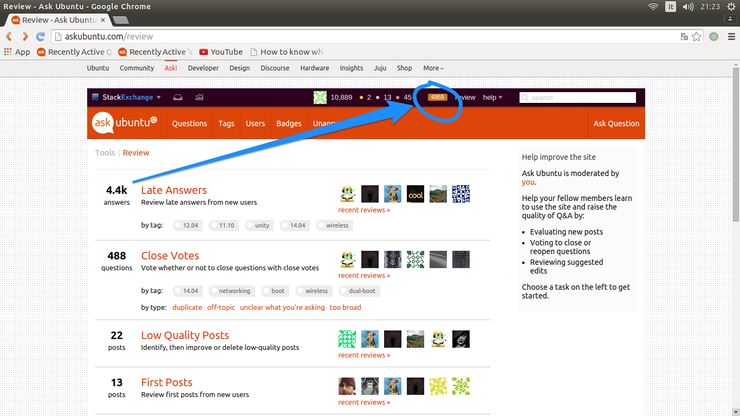 Review - Ask Ubuntu - Google Chrome
It
21:23
Review - Ask Ubuntu
askubuntu.com/review
App
Recently Active Q
Recently Active 'c
YouTube
How to know wh
Ubuntu Community Ask! Developer Design Discourse Hardware Insights Juju Shop More
StackExchange
10,889 2 13 45
4955
review help
search
ask ubuntu
Questions Tags Users Badges Unans
Ask Question
Tools | Review
4.4k
answers
Late Answers
Review late answers from new users
recent reviews »
by tag: 12.04 11.10 unity 14.04 wireless
488
questions
Close Votes
Vote whether or not to close questions with close votes
recent reviews »
by tag: 14.04 networking boot wireless dual-boot
by type: duplicate off-topic unclear what you're asking too broad
22
posts
Low Quality Posts
Identify, then improve or delete low-quality posts
recent reviews »
13
posts
First Posts
Review first posts from new users
recent reviews »
Help improve the site
Ask Ubuntu is moderated by
you.
Help your fellow members learn
to use the site and raise the
quality of Q&A by:
Evaluating new posts
Voting to close or
reopen questions
Reviewing suggested
edits
Choose a task on the left to get
started.